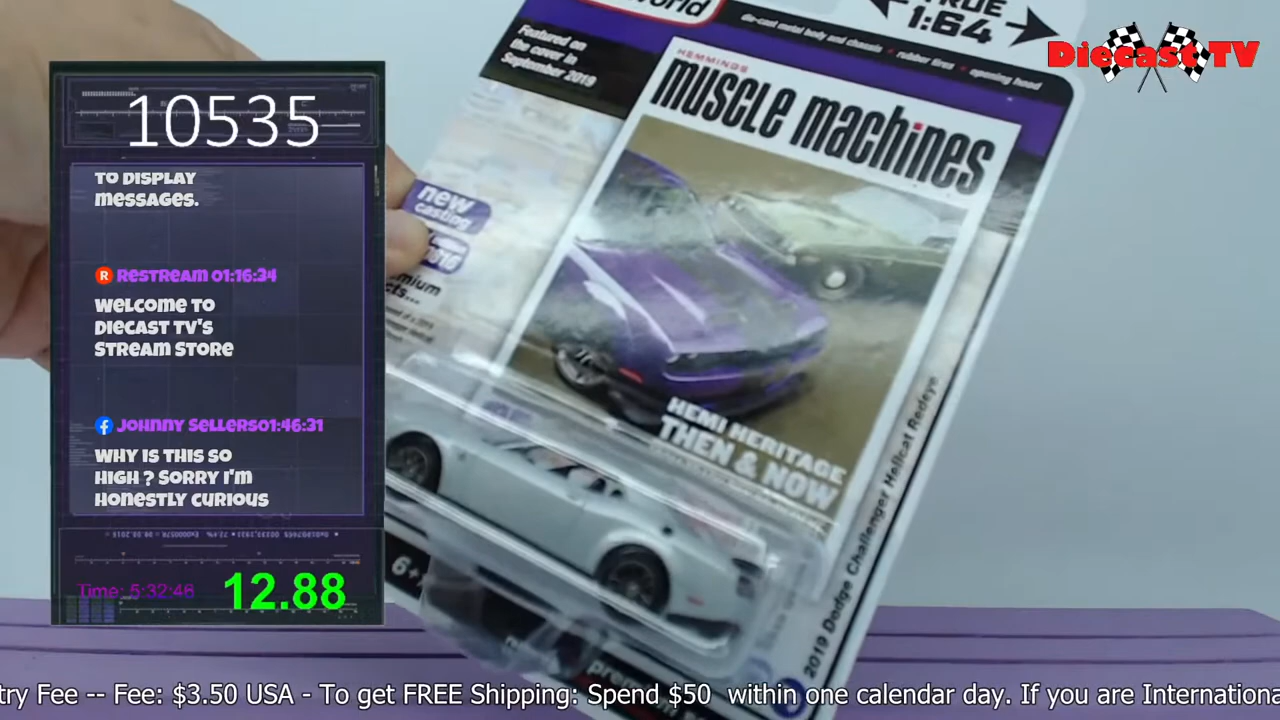 world
TRUE
1:64
die-cast metal body and chassis • rubber tires • opening hood
Featured on
the cover in
September 2019
HEMMINGS
muscle machines
new
casting
HEMI HERITAGE
THEN & NOW
2019 Dodge Challenger Hellcat Redeye
premium
Diecast TV
10535
TO DISPLAY
MESSAGES.
RESTREAM 01:16:34
WELCOME TO
DIECAST TV'S
STREAM STORE
JOHNNY SELLERS01:46:31
WHY IS THIS SO
HIGH ? SORRY I'M
HONESTLY CURIOUS
Time: 5:32:46
12.88
try Fee -- Fee: $3.50 USA - To get FREE Shipping: Spend $50 within one calendar day. If you are Internationa